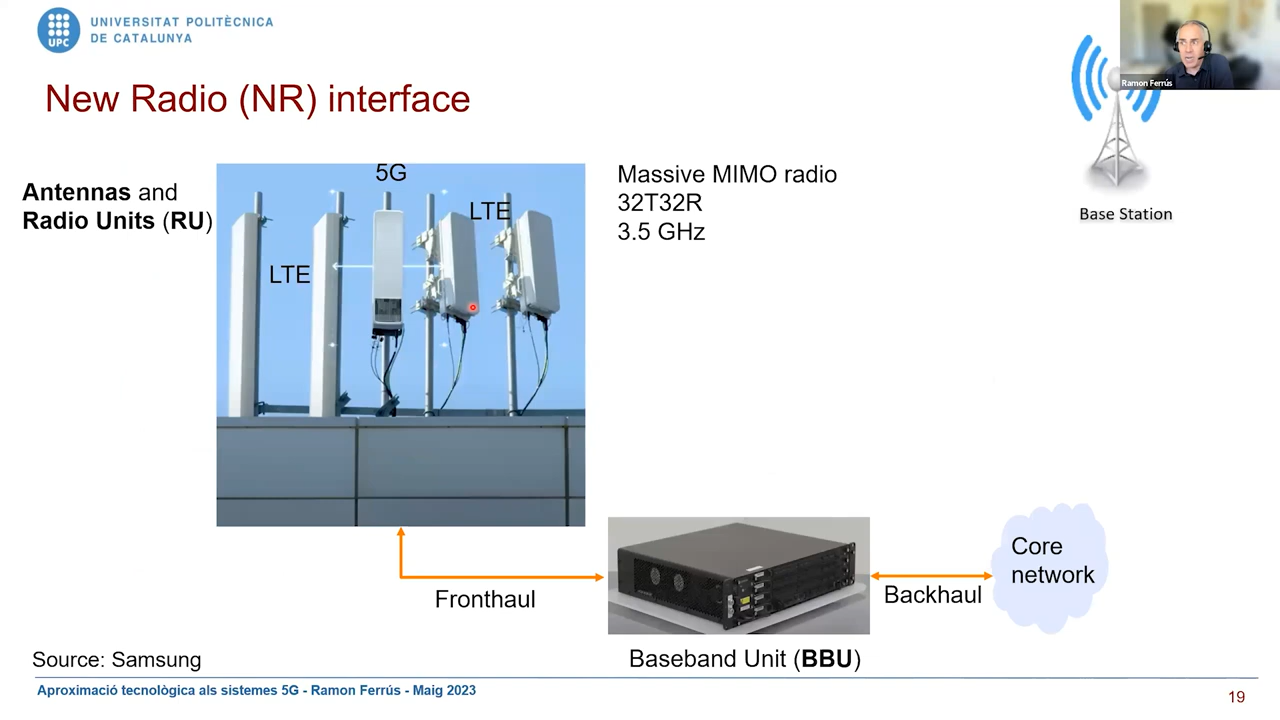 UNIVERSITAT POLITÈCNICA
DE CATALUNYA
UPC
New Radio (NR) interface
Ramon Ferrús
Base Station
Antennas and
Radio Units (RU)
5G
LTE
LTE
Massive MIMO radio
32T32R
3.5 GHz
Fronthaul
Backhaul
Core
network
Baseband Unit (BBU)
Source: Samsung
Aproximació tecnològica als sistemes 5G - Ramon Ferrús - Maig 2023
19